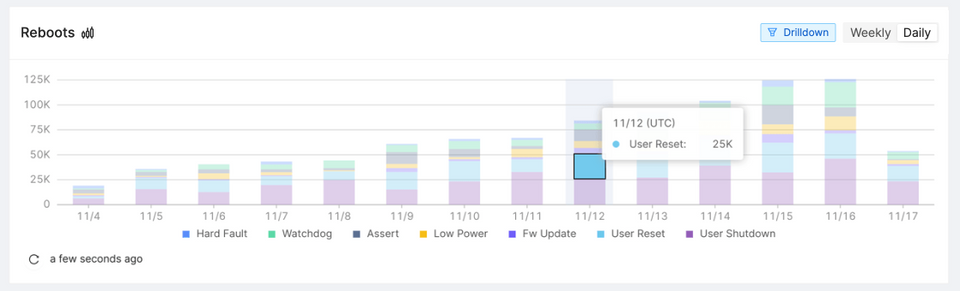 Reboots
Drilldown Weekly Daily
125K
100K
75K
50K
25K
0
11/12 (UTC)
User Reset: 25K
11/4 11/5 11/6 11/7 11/8 11/9 11/10 11/11 11/12 11/13 11/14 11/15 11/16 11/17
Hard Fault Watchdog Assert Low Power Fw Update User Reset User Shutdown
a few seconds ago